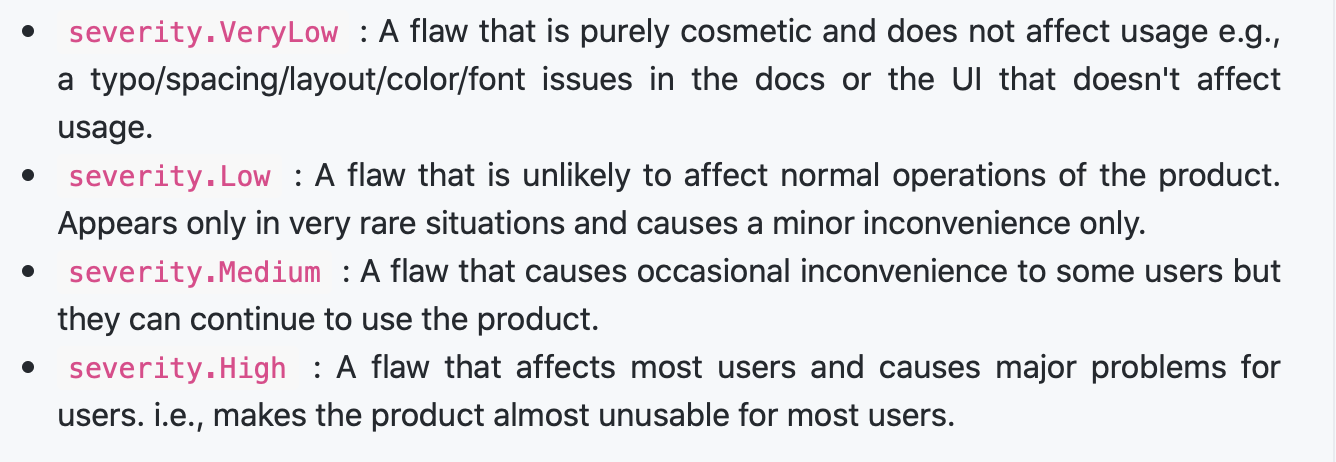 • severity.VeryLow : A flaw that is purely cosmetic and does not affect usage e.g.,
a typo/spacing/layout/color/font issues in the docs or the UI that doesn't affect
usage.
• severity.Low : A flaw that is unlikely to affect normal operations of the product.
Appears only in very rare situations and causes a minor inconvenience only.
• severity.Medium : A flaw that causes occasional inconvenience to some users but
they can continue to use the product.
• severity.High : A flaw that affects most users and causes major problems for
users. i.e., makes the product almost unusable for most users.